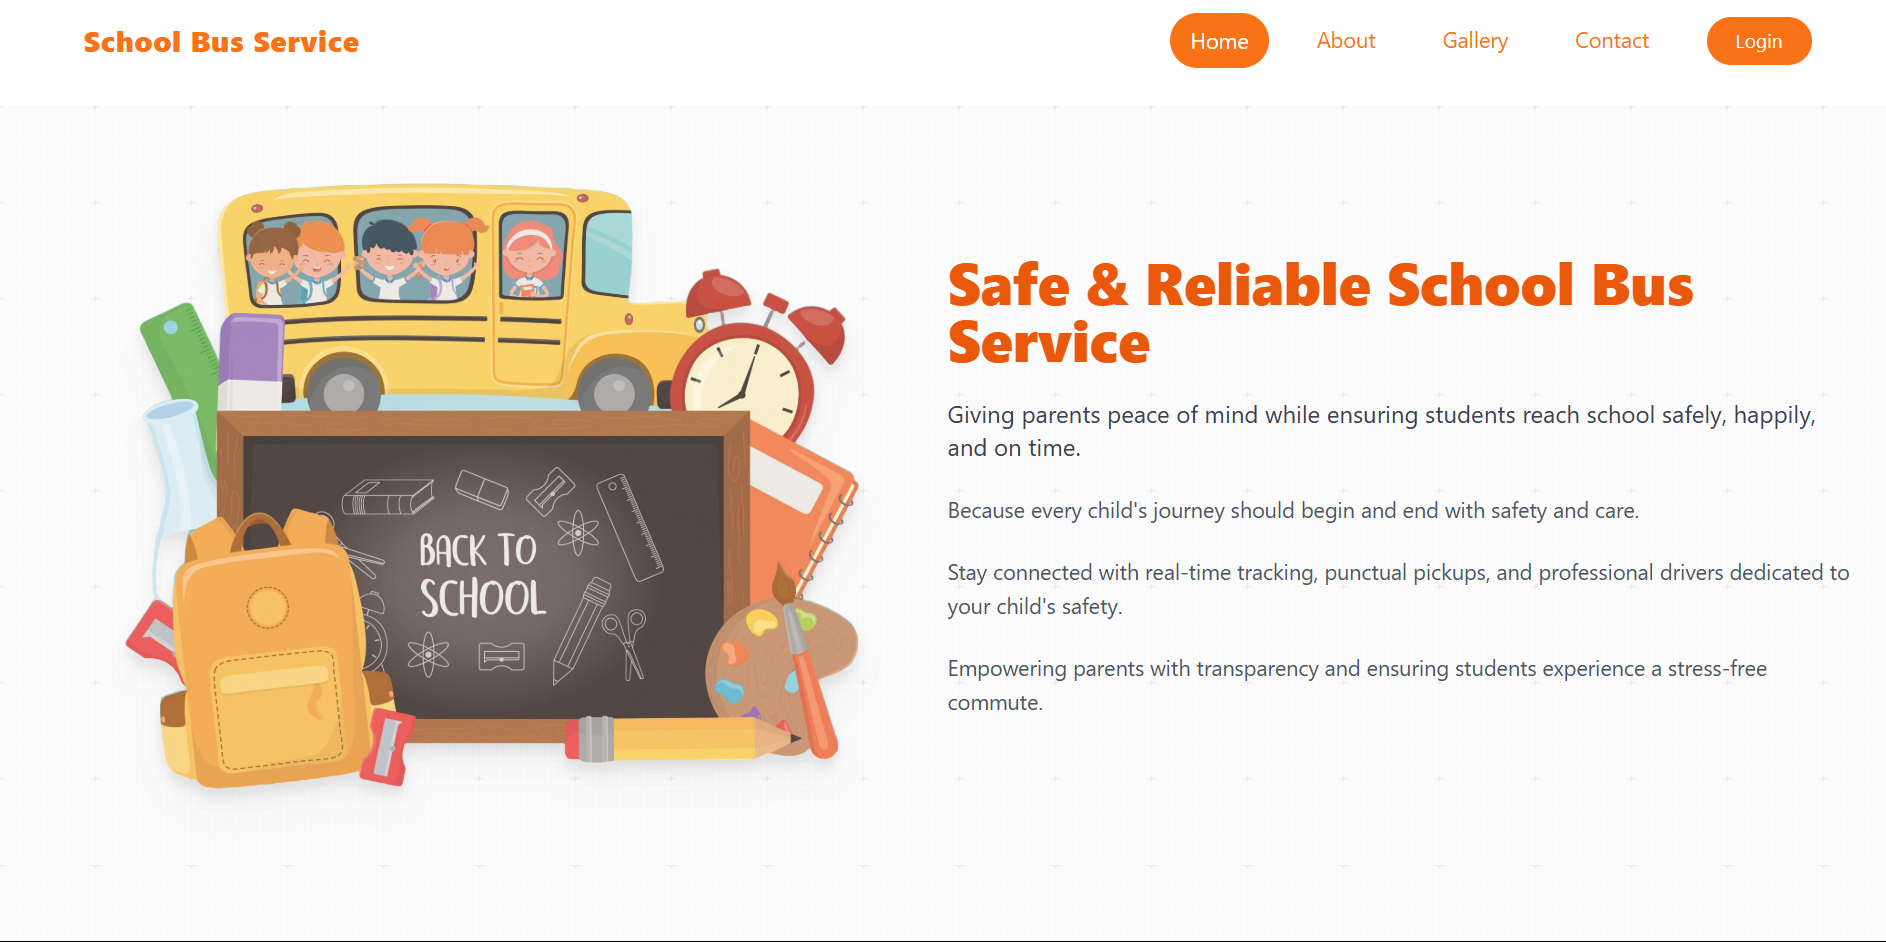 School Bus Service
Home About Gallery Contact Login
Safe & Reliable School Bus
Service
Giving parents peace of mind while ensuring students reach school safely, happily,
and on time.
Because every child's journey should begin and end with safety and care.
Stay connected with real-time tracking, punctual pickups, and professional drivers dedicated to
your child's safety.
Empowering parents with transparency and ensuring students experience a stress-free
commute.
BACK TO
SCHOOL